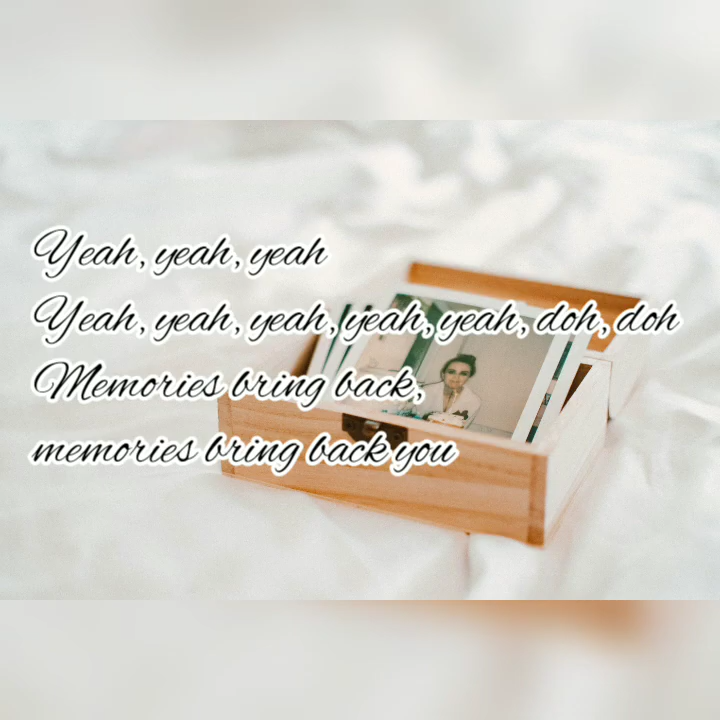 Yeah, yeah, yeah
Yeah, yeah, yeah, yeah, yeah, doh, doh
Memories bring back,
memories bring back you